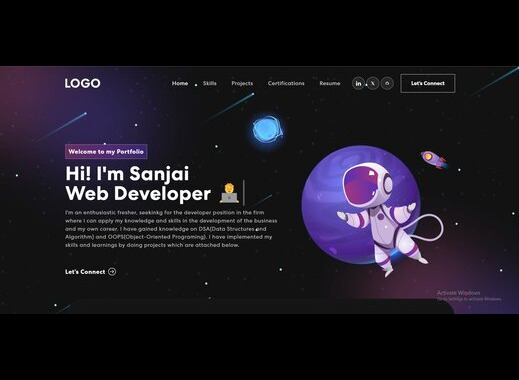 LOGO
Home Skills Projects Certifications Resume
in X
Let's Connect
Welcome to my Portfolio
Hi! I'm Sanjai
Web Developer
I'm an enthusiastic fresher, seekinkg for the developer position in the firm
where i can apply my knowledge and skills in the development of the business
and my own career. I have gained knowledge on DSA(Data Structures and
Algorithm) and OOPS(Object-Oriented Programing). I have implemented my
skills and learnings by doing projects which are attached below.
Let's Connect
Activate Windows
Go to Settings to activate Windows.